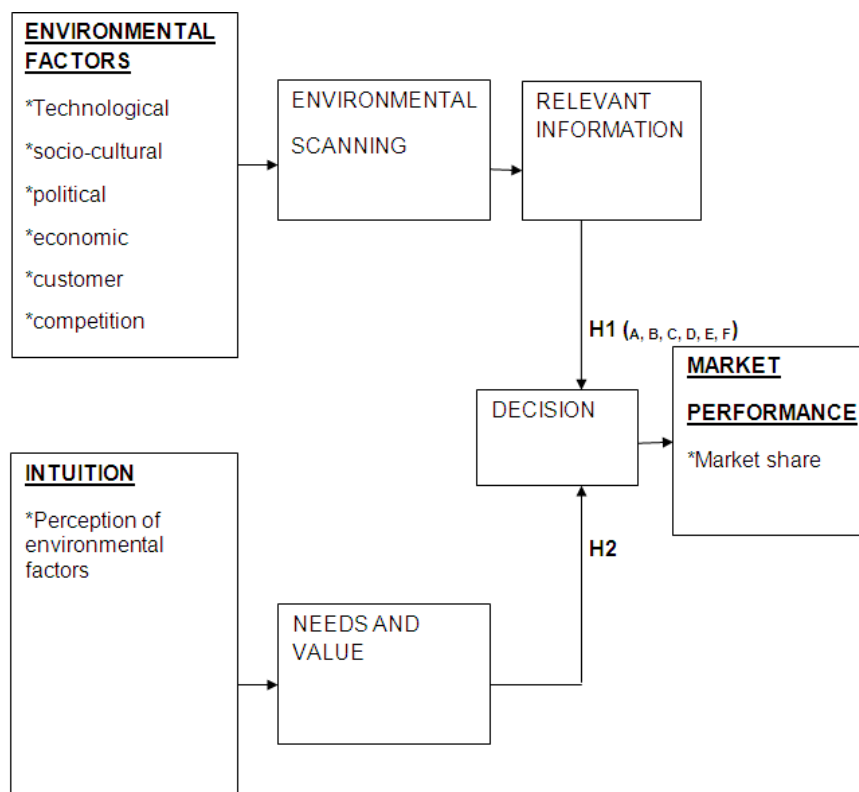 ENVIRONMENTAL
FACTORS
*Technological
*socio-cultural
*political
*economic
*customer
*competition
ENVIRONMENTAL
SCANNING
RELEVANT
INFORMATION
H1 (A, B, C, D, E, F)
DECISION
MARKET
PERFORMANCE
*Market share
INTUITION
*Perception of
environmental
factors
H2
NEEDS AND
VALUE